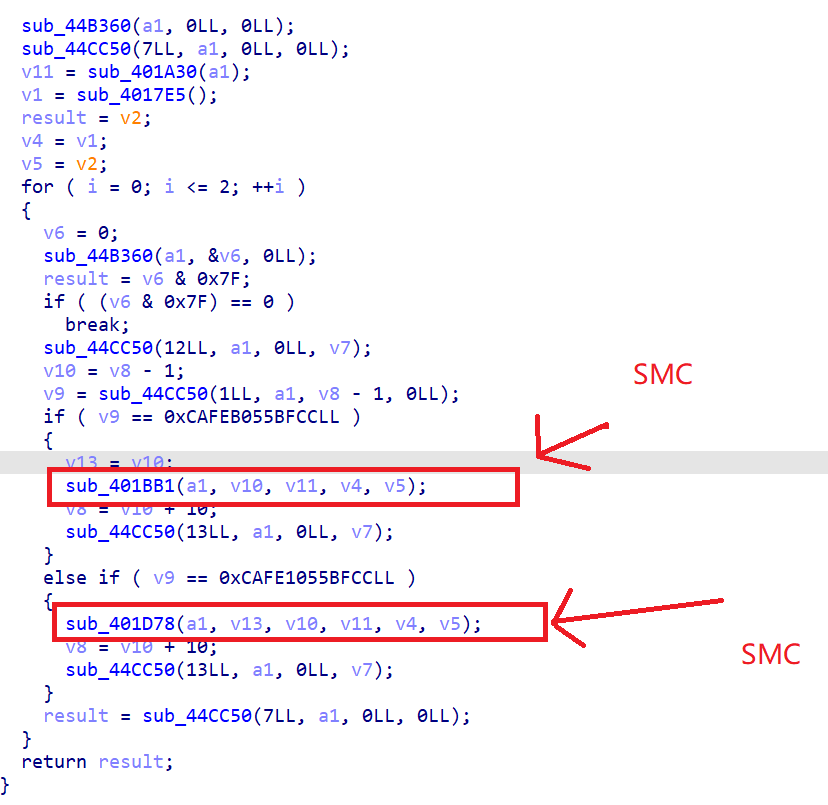 sub_44B360(a1, 0LL, 0LL);
sub_44CC50(7LL, a1, 0LL, 0LL);
v11 = sub_401A30(a1);
v1 = sub_4017E5();
result = v2;
v4 = v1;
v5 = v2;
for ( i = 0; i <= 2; ++i )
{
v6 = 0;
sub_44B360(a1, &v6, 0LL);
result = v6 & 0x7F;
if ( (v6 & 0x7F) == 0 )
break;
sub_44CC50(12LL, a1, 0LL, v7);
v10 = v8 - 1;
v9 = sub_44CC50(1LL, a1, v8 - 1, 0LL);
if ( v9 == 0xCAFEB055BFCCLL )
{
v13 = v10;
sub_401BB1(a1, v10, v11, v4, v5);
v8 = v10 + 10;
sub_44CC50(13LL, a1, 0LL, v7);
}
else if ( v9 == 0xCAFE1055BFCCLL )
{
sub_401D78(a1, v13, v10, v11, v4, v5);
v8 = v10 + 10;
sub_44CC50(13LL, a1, 0LL, v7);
}
result = sub_44CC50(7LL, a1, 0LL, 0LL);
}
return result;
}
SMC
SMC